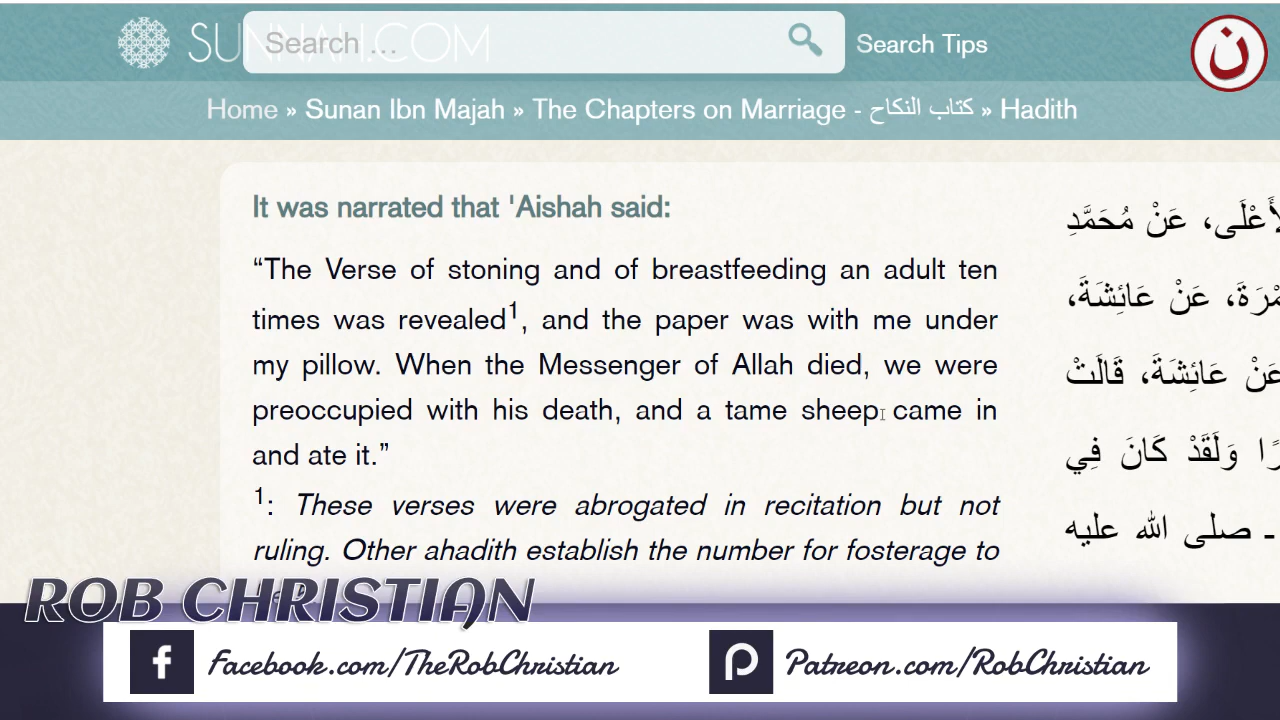 SUNNAH.COM
Search ...
Search Tips
ن
Home » Sunan Ibn Majah » The Chapters on Marriage - كتاب النكاح » Hadith
It was narrated that 'Aishah said:
“The Verse of stoning and of breastfeeding an adult ten
times was revealed1, and the paper was with me under
my pillow. When the Messenger of Allah died, we were
preoccupied with his death, and a tame sheep came in
and ate it.”
1: These verses were abrogated in recitation but not
ruling. Other ahadith establish the number for fosterage to
عَنْ مُحَمَّدِ
عَنْ عَائِشَةَ،
عَنْ عَائِشَةَ، قَالَتْ
وَلَقَدْ كَانَ فِي
ـ صلى الله عليه
ROB CHRISTIAN
Facebook.com/TheRobChristian
Patreon.com/RobChristian